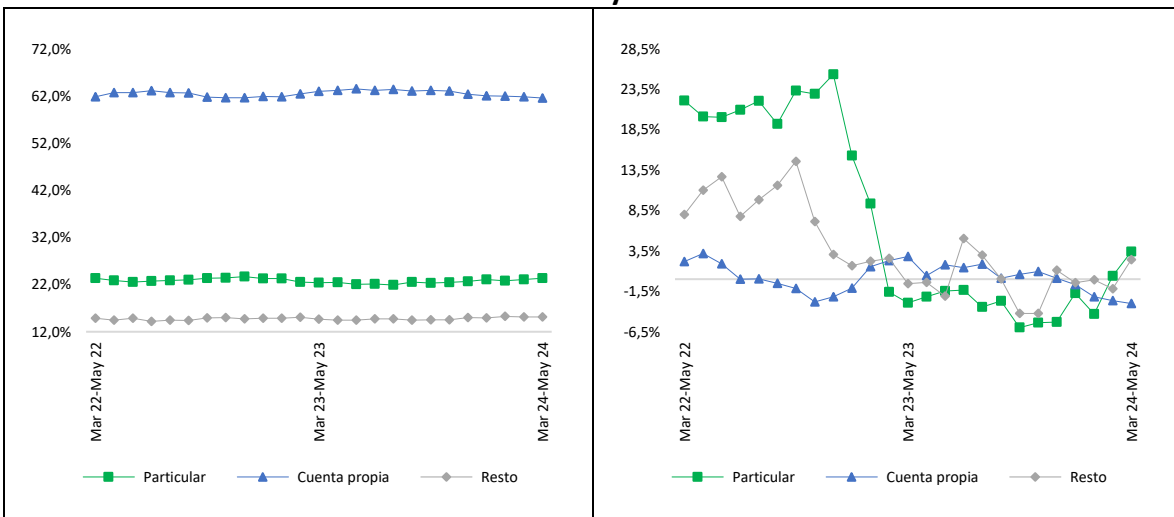 72,0%
62,0%
52,0%
42,0%
32,0%
22,0%
12,0%
Mar 22-May 22
Mar 23-May 23
Mar 24-May 24
Particular
Cuenta propia
Resto
28,5%
23,5%
18,5%
13,5%
8,5%
3,5%
-1,5%
-6,5%
Mar 22-May 22
Mar 23-May 23
Mar 24-May 24
Particular
Cuenta propia
Resto